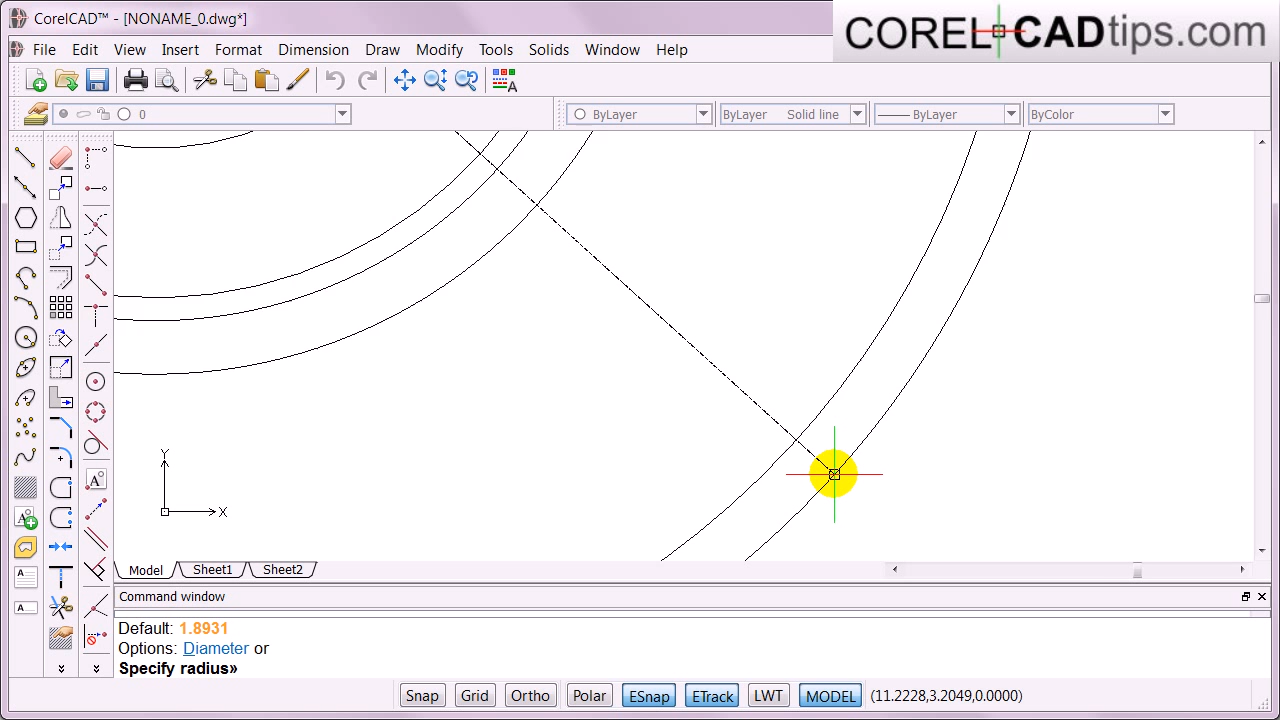 CorelCAD™ - [NONAME_0.dwg*]
COREL CADtips.com
File Edit View Insert Format Dimension Draw Modify Tools Solids Window Help
A
0 ByLayer ByLayer Solid line ByLayer ByColor
A
A
A
A
Y
X
Model Sheet1 Sheet2
Command window
Default: 1.8931
Options: Diameter or
Specify radius»
Snap Grid Ortho Polar ESnap ETrack LWT MODEL (11.2228,3.2049,0.0000)